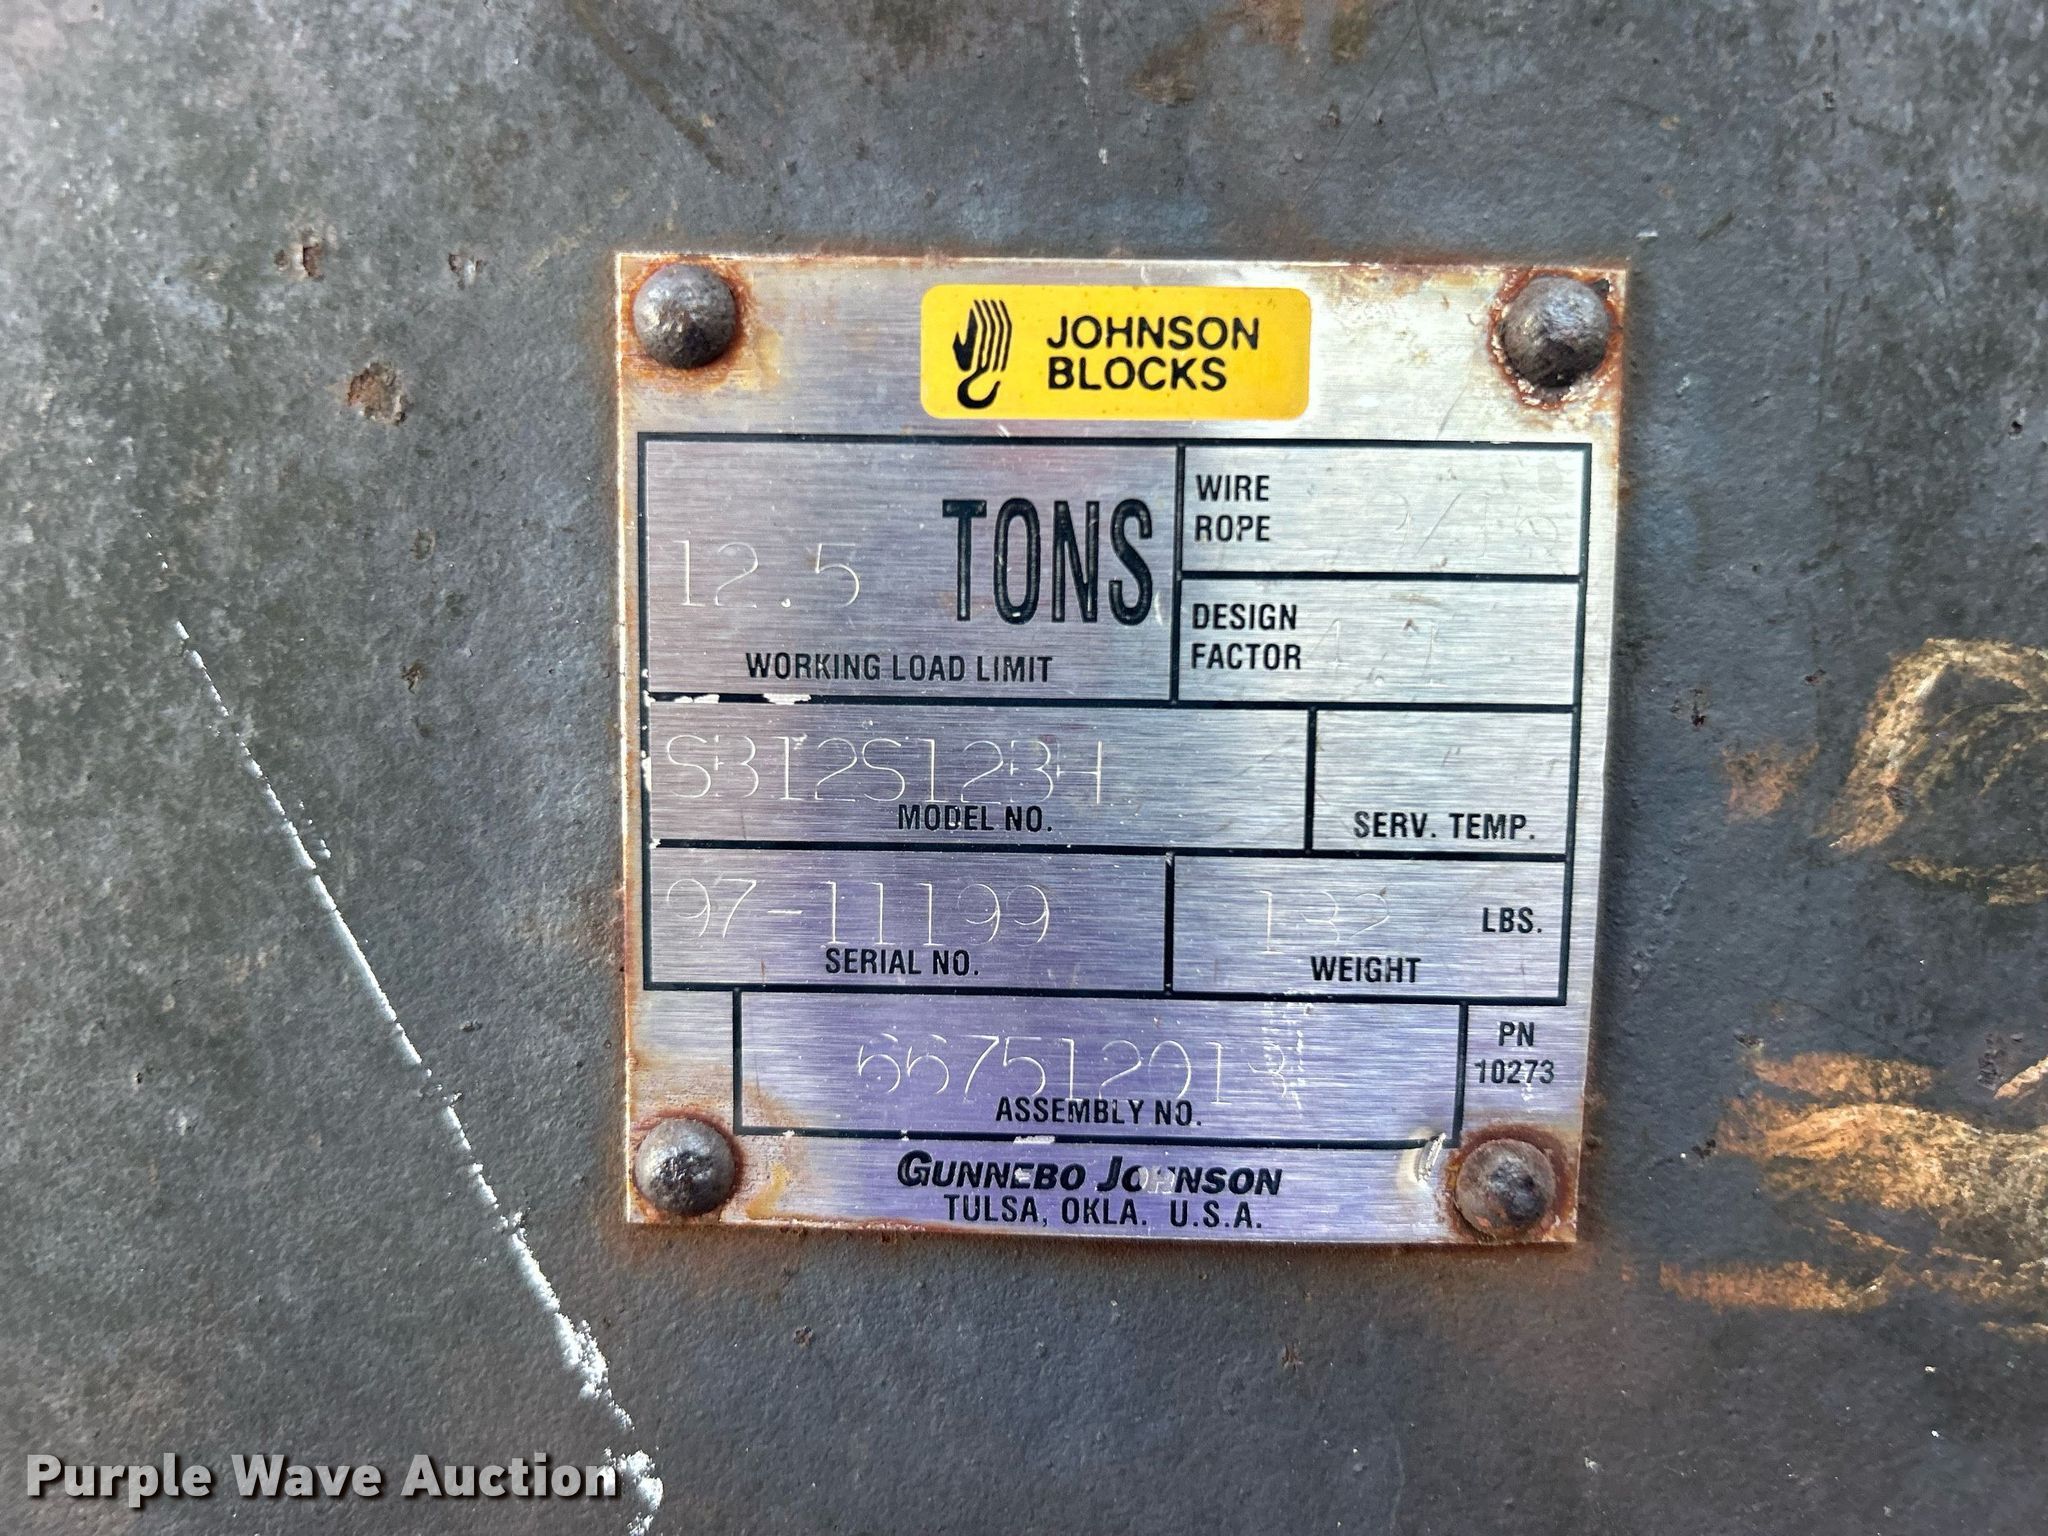 JOHNSON
BLOCKS
12.5 TONS
WORKING LOAD LIMIT
WIRE
ROPE
DESIGN
FACTOR
SB12S12BH
MODEL NO.
SERV. TEMP.
97-11199
SERIAL NO.
132 LBS.
WEIGHT
ASSEMBLY NO.
PN
10273
GUNNEBO JOHNSON
TULSA, OKLA. U.S.A.
Purple Wave Auction